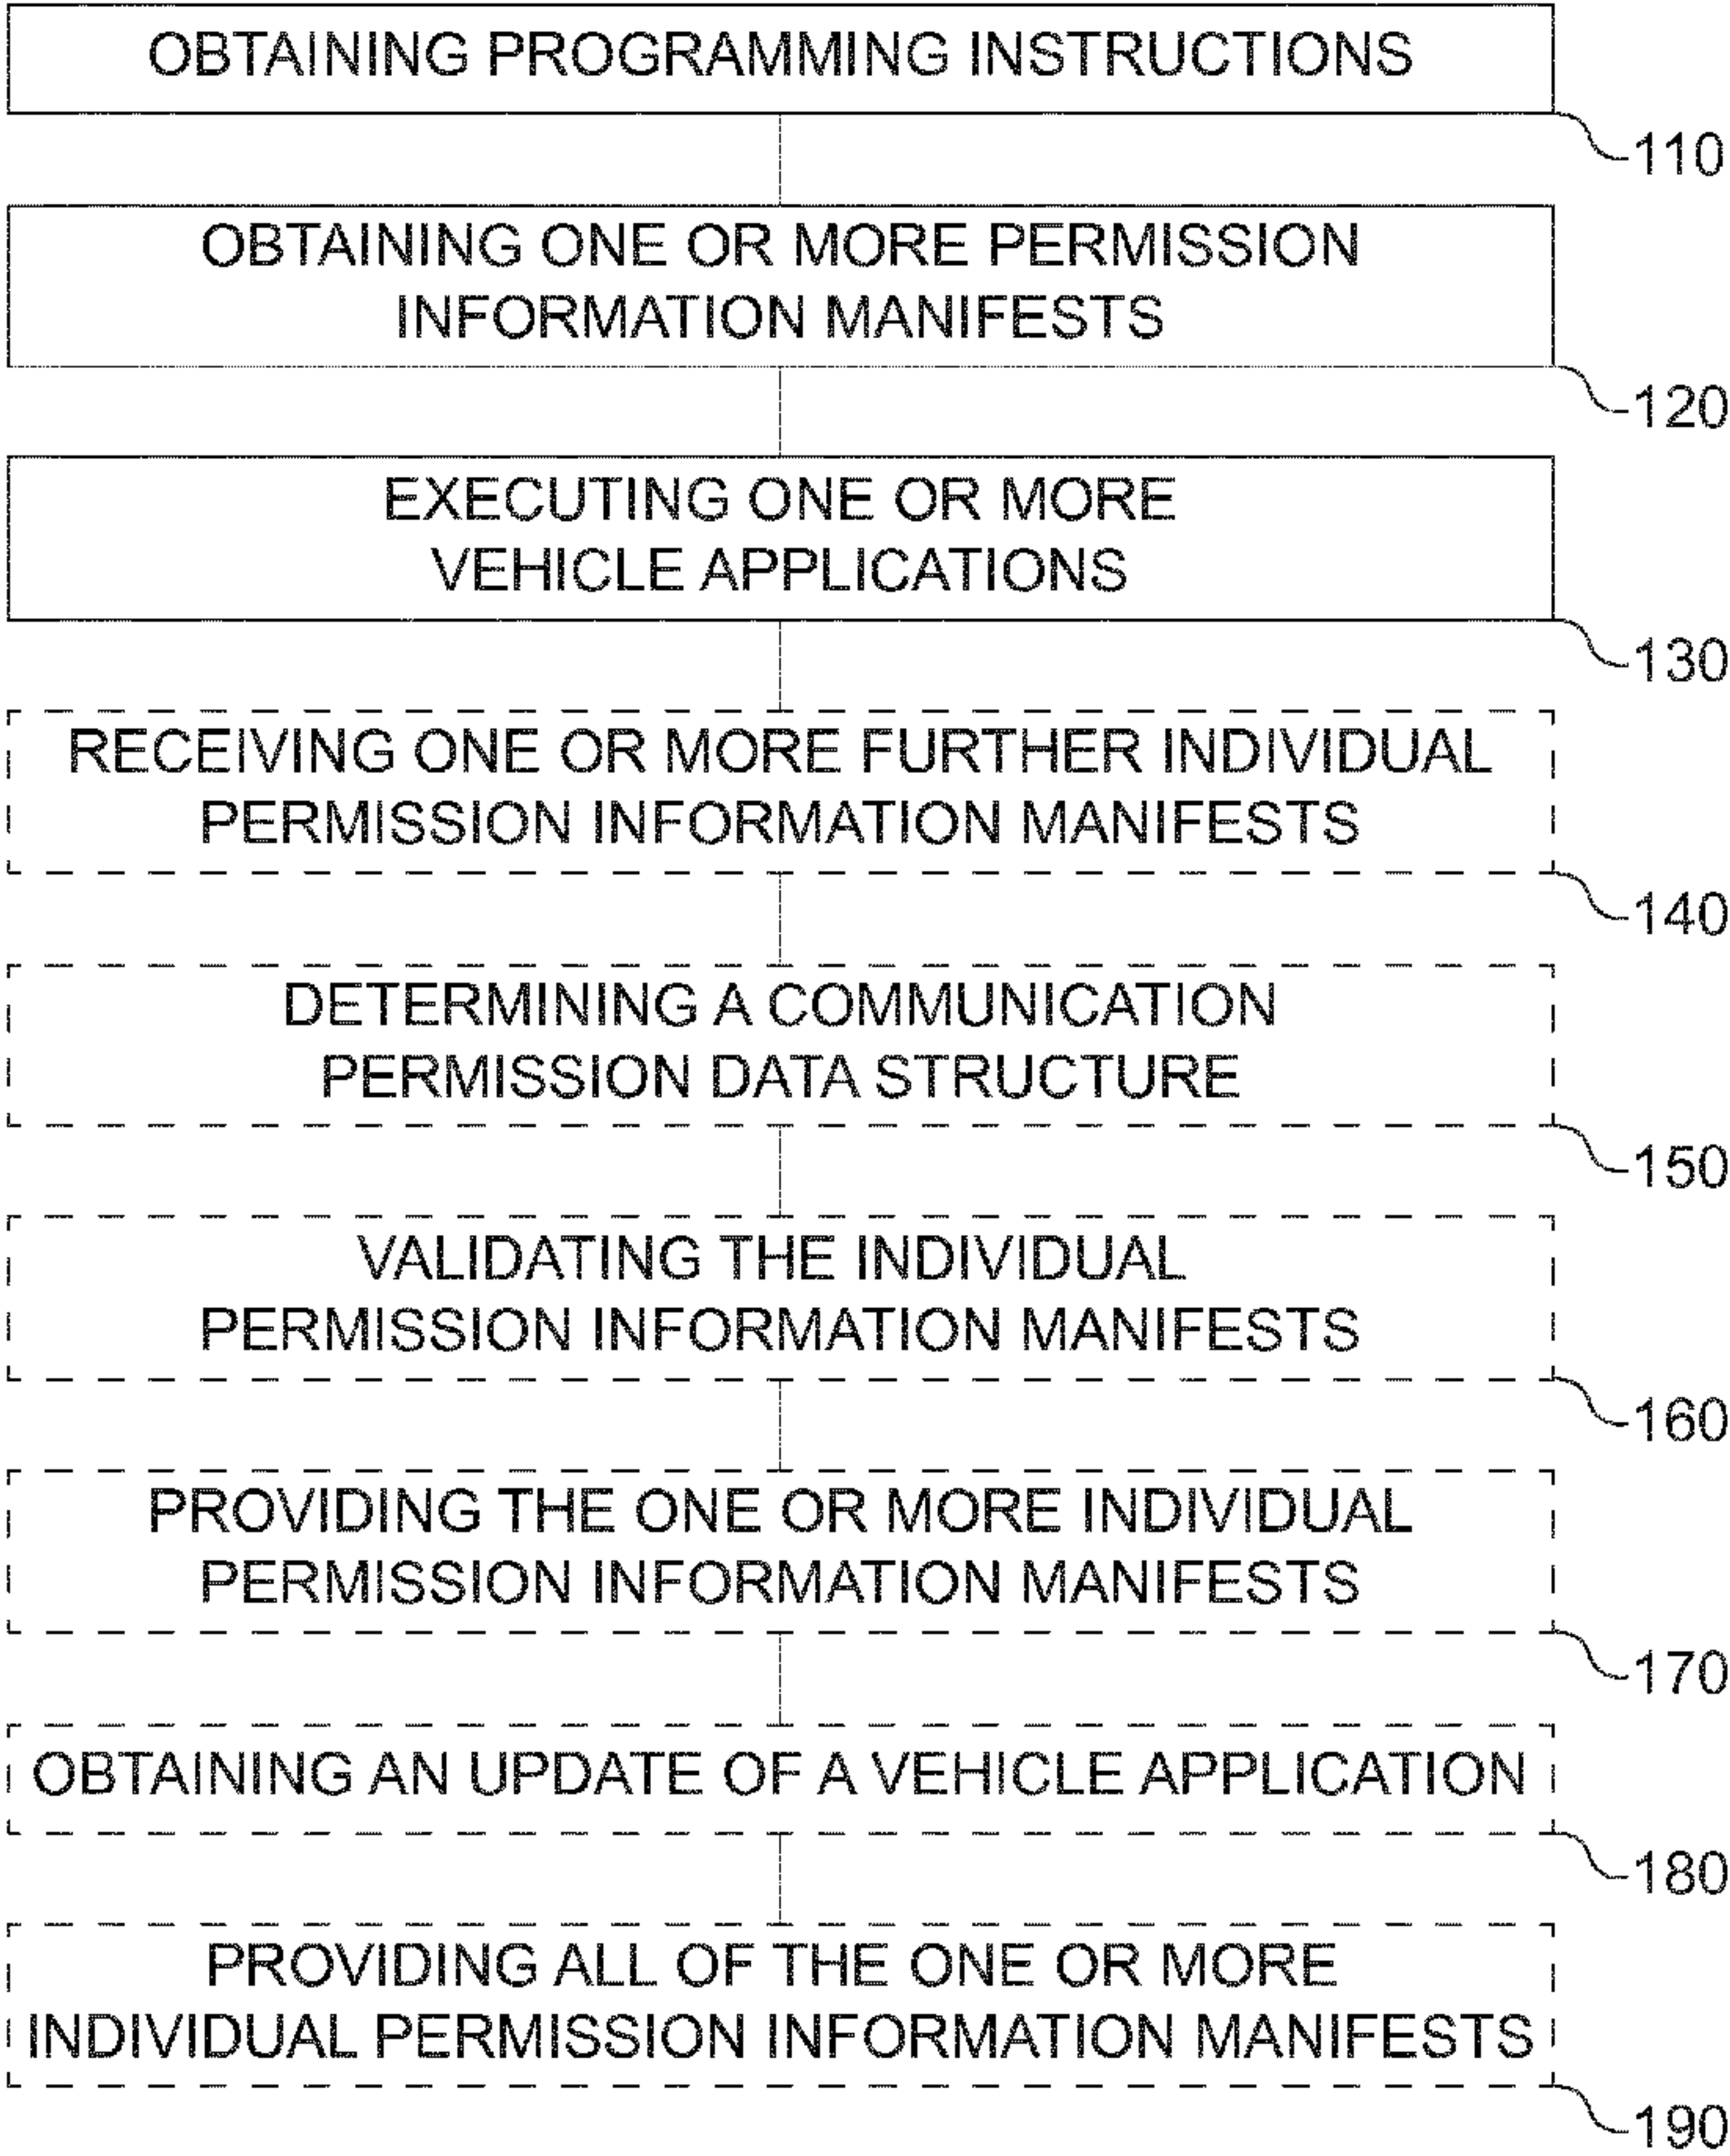 OBTAINING PROGRAMMING INSTRUCTIONS
110
OBTAINING ONE OR MORE PERMISSION
INFORMATION MANIFESTS
120
EXECUTING ONE OR MORE
VEHICLE APPLICATIONS
130
RECEIVING ONE OR MORE FURTHER INDIVIDUAL
PERMISSION INFORMATION MANIFESTS
140
DETERMINING A COMMUNICATION
PERMISSION DATA STRUCTURE
150
VALIDATING THE INDIVIDUAL
PERMISSION INFORMATION MANIFESTS
160
PROVIDING THE ONE OR MORE INDIVIDUAL
PERMISSION INFORMATION MANIFESTS
170
OBTAINING AN UPDATE OF A VEHICLE APPLICATION
180
PROVIDING ALL OF THE ONE OR MORE
INDIVIDUAL PERMISSION INFORMATION MANIFESTS
190